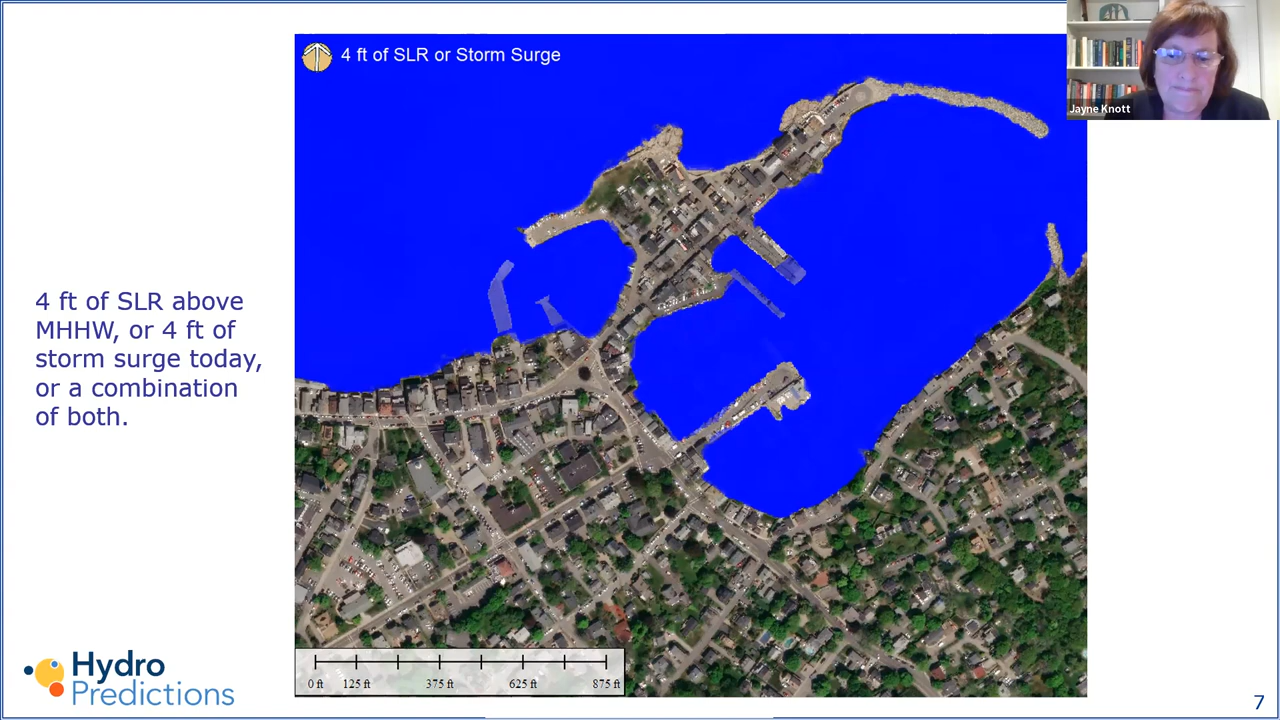 4 ft of SLR or Storm Surge
Jayne Knott
4 ft of SLR above
MHHW, or 4 ft of
storm surge today,
or a combination
of both.
0 ft 125 ft 375 ft 625 ft 875 ft
Hydro
Predictions
7